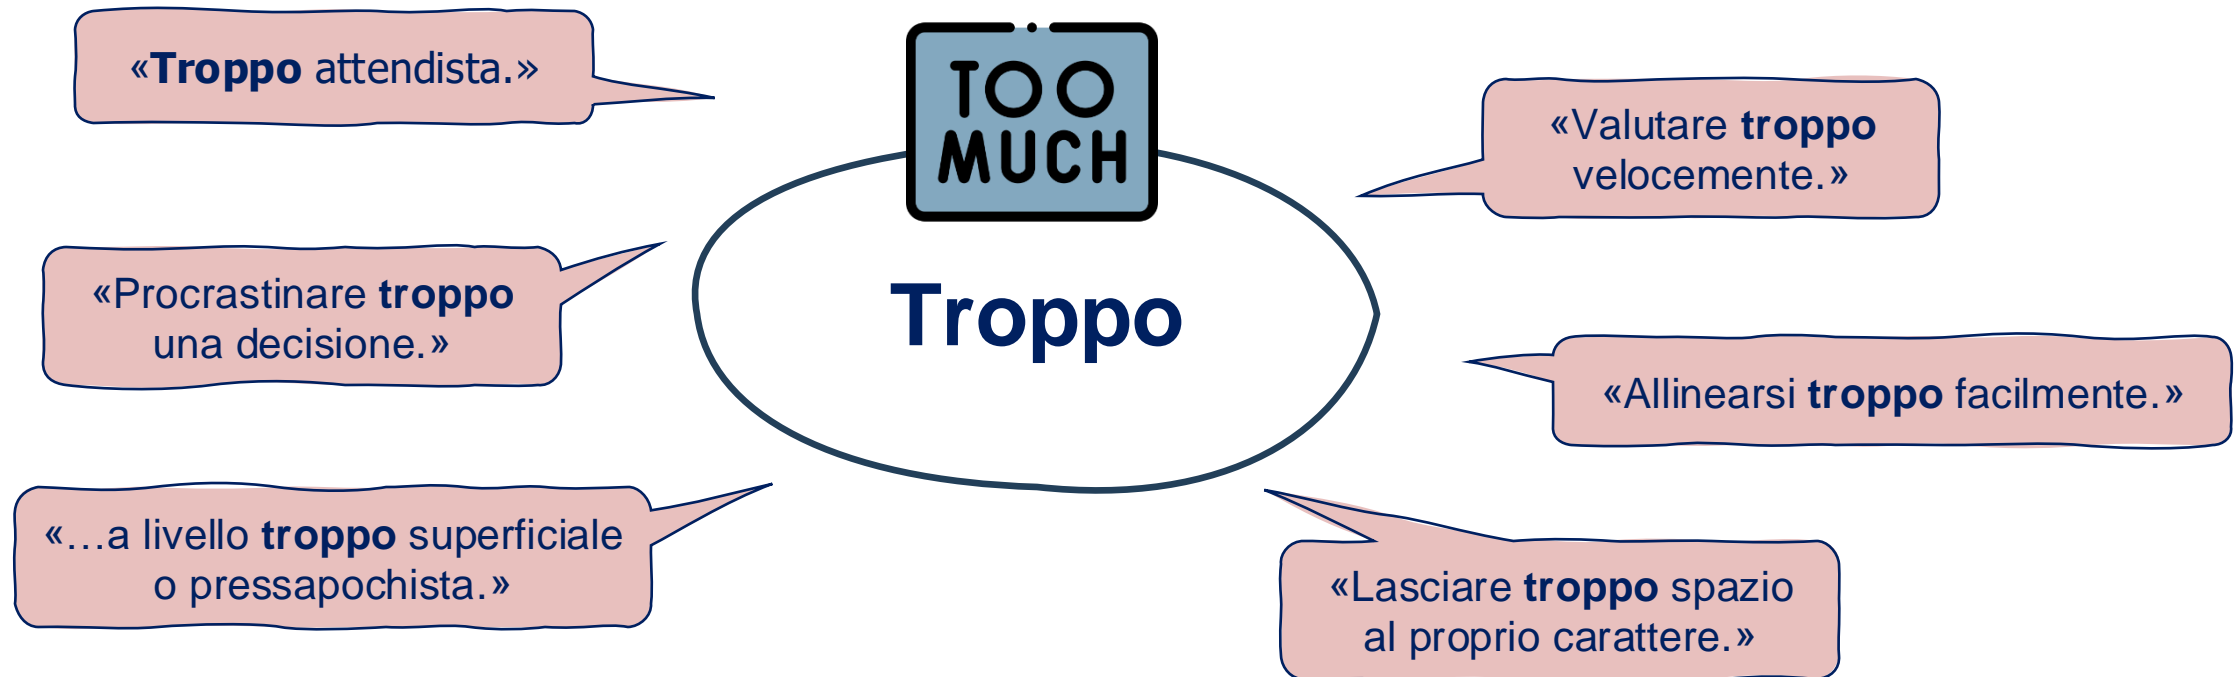 «Troppo attendista.»
TOO
MUCH
«Valutare troppo
velocemente.»
«Procrastinare troppo
una decisione.»
Troppo
«Allinearsi troppo facilmente.»
«…a livello troppo superficiale
o pressapochista.»
«Lasciare troppo spazio
al proprio carattere.»